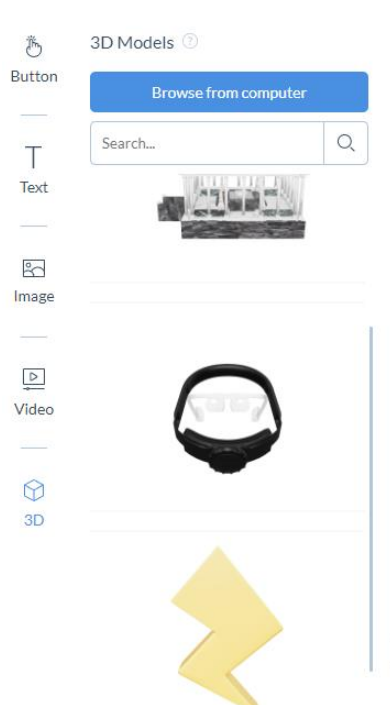 3D Models
Button
Browse from computer
Search...
Text
Image
Video
3D